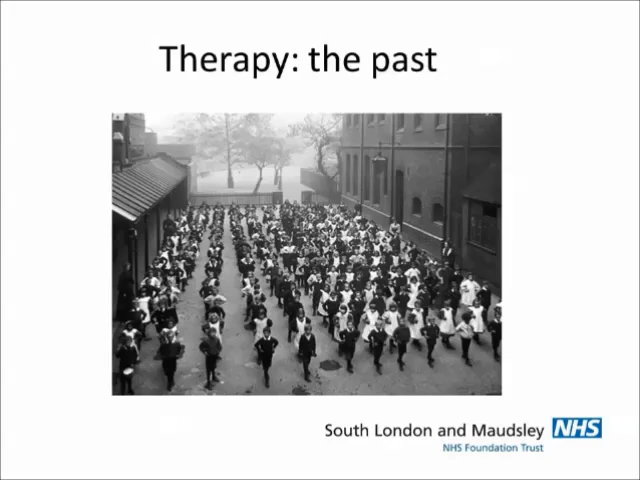 Therapy: the past
South London and Maudsley NHS
NHS Foundation Trust